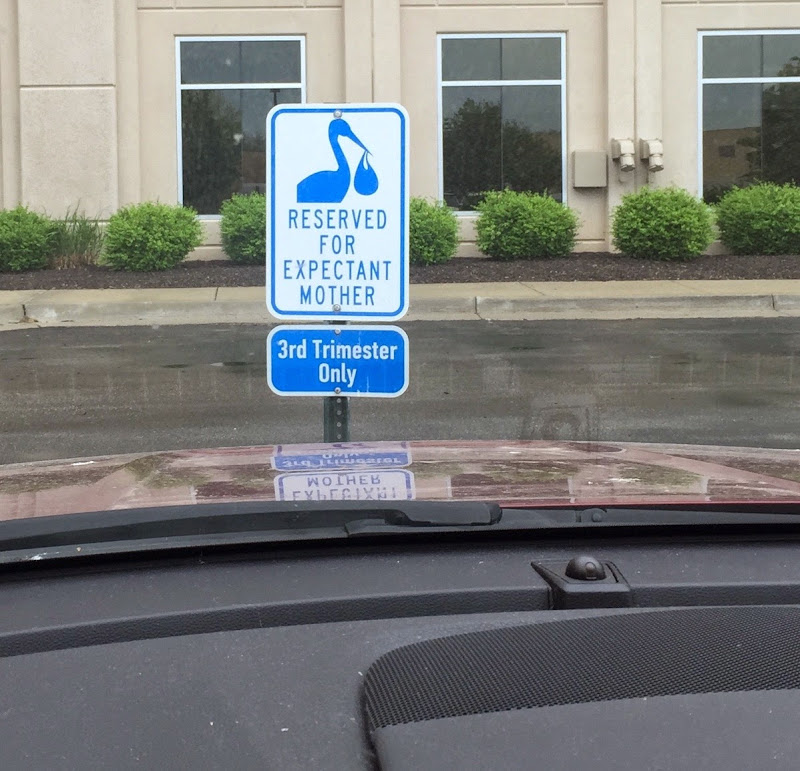 RESERVED
FOR
EXPECTANT
MOTHER
3rd Trimester
Only